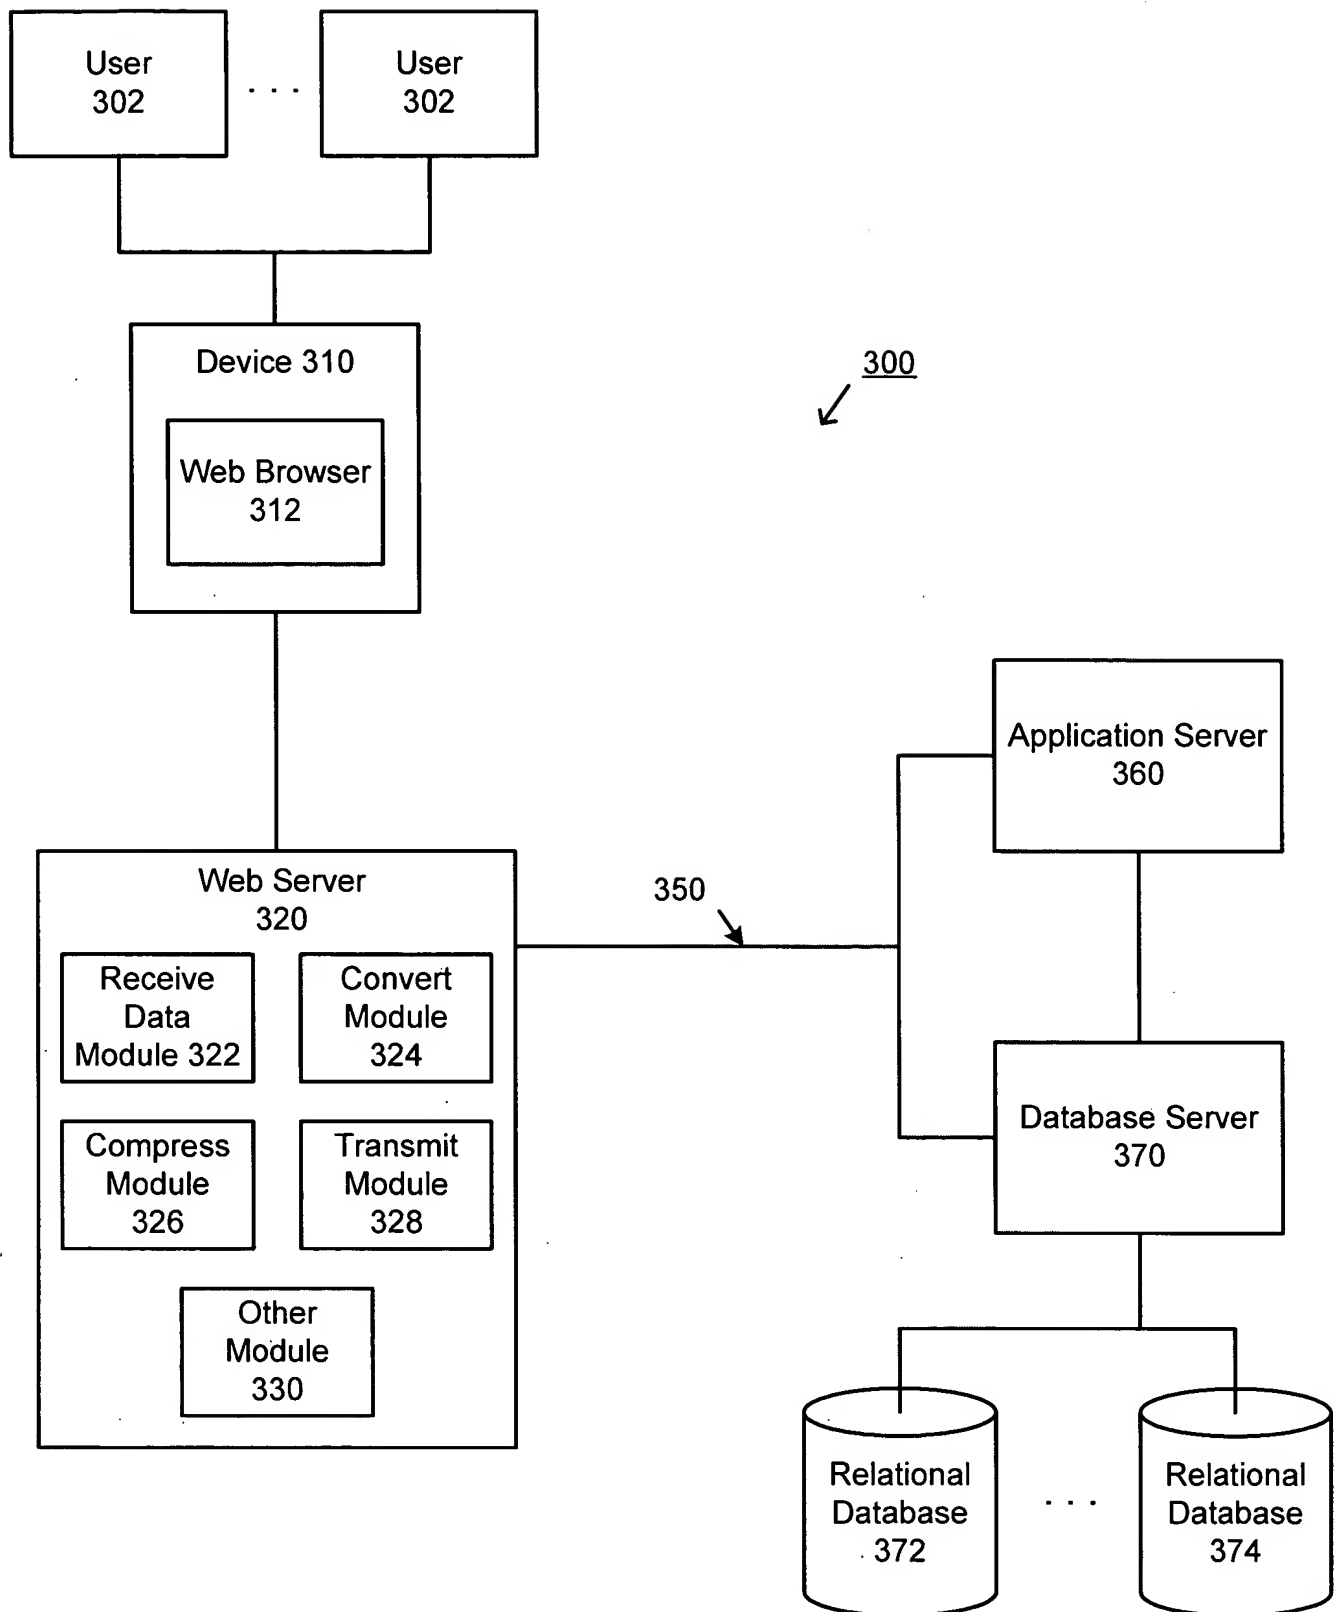 User
302
. . .
User
302
Device 310
Web Browser
312
300
Application Server
360
Web Server
320
350
Receive
Data
Module 322
Convert
Module
324
Compress
Module
326
Transmit
Module
328
Other
Module
330
Database Server
370
Relational
Database
372
. . .
Relational
Database
374